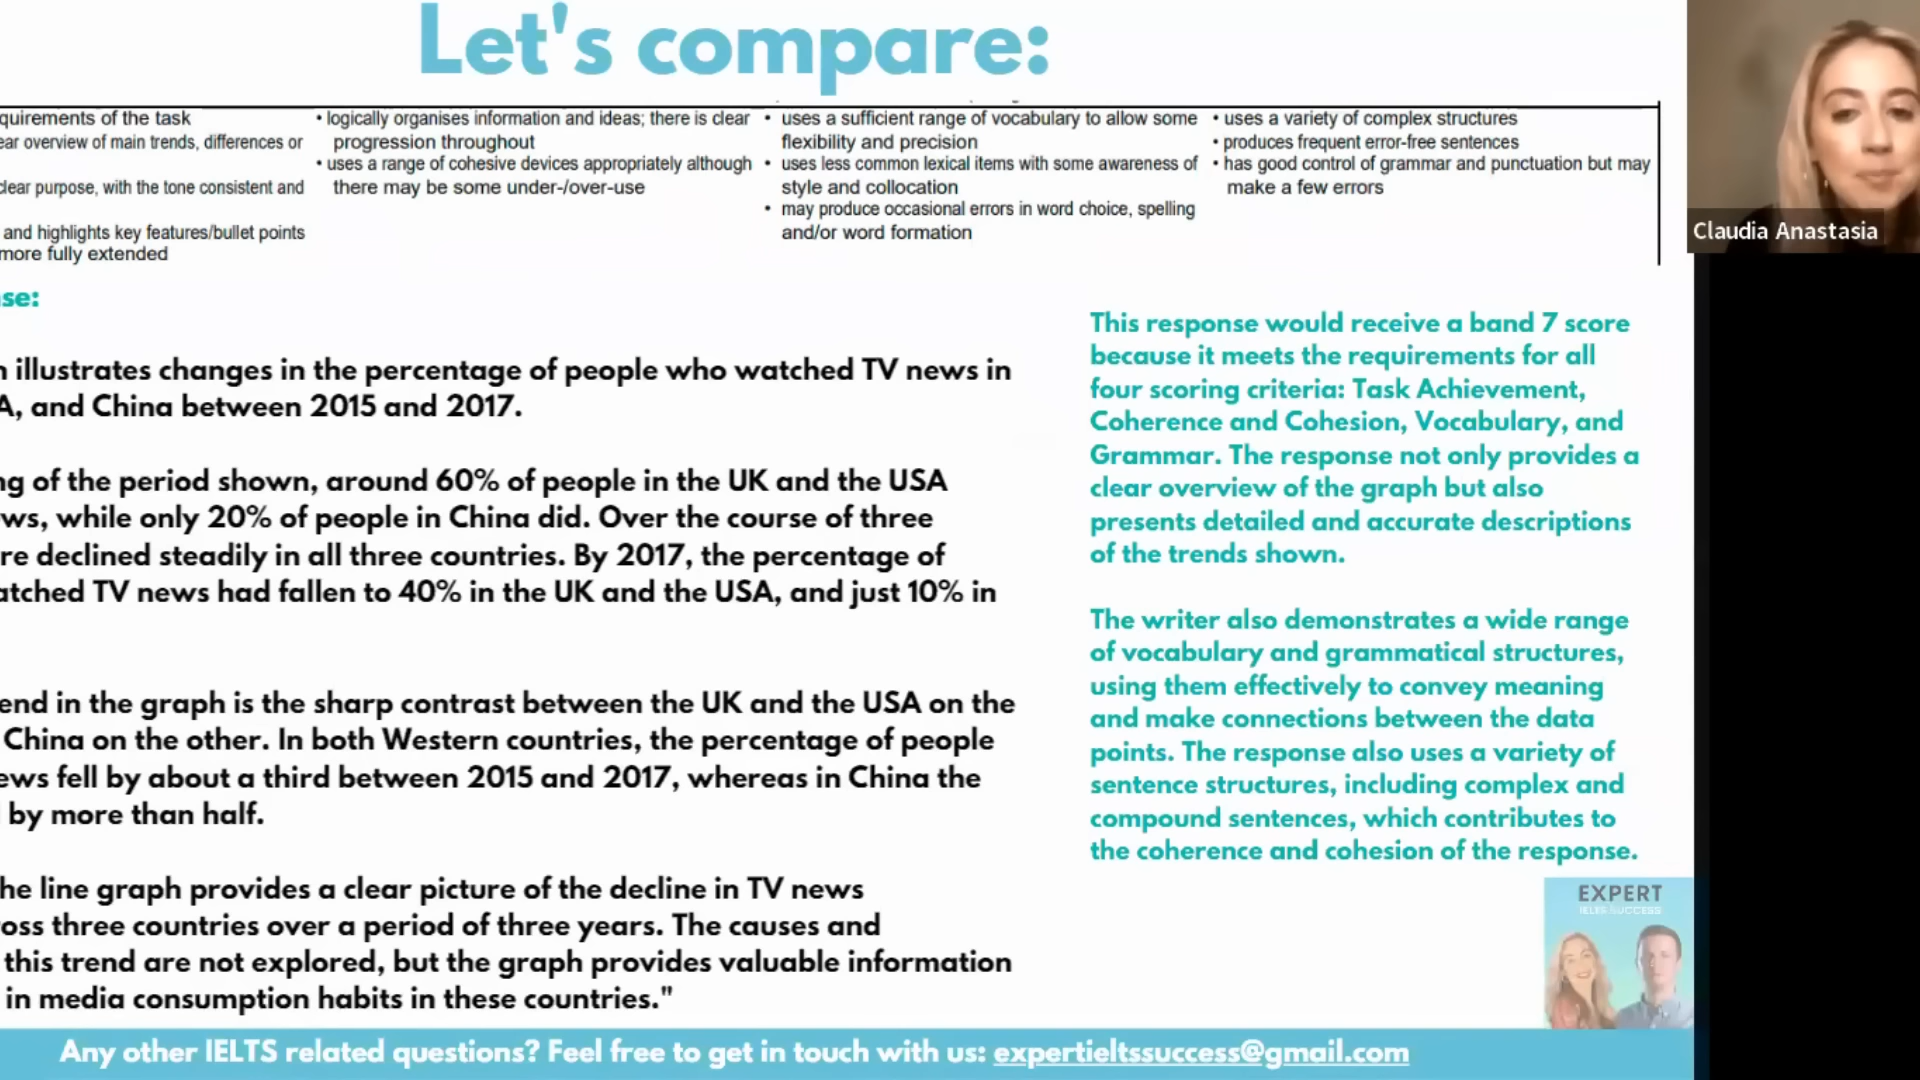 Let's compare:
quirements of the task
ear overview of main trends, differences or
clear purpose, with the tone consistent and
and highlights key features/bullet points
more fully extended
• logically organises information and ideas; there is clear
progression throughout
• uses a range of cohesive devices appropriately although
there may be some under-/over-use
• uses a sufficient range of vocabulary to allow some
flexibility and precision
• uses less common lexical items with some awareness of
style and collocation
• may produce occasional errors in word choice, spelling
and/or word formation
• uses a variety of complex structures
• produces frequent error-free sentences
• has good control of grammar and punctuation but may
make a few errors
Claudia Anastasia
se:
n illustrates changes in the percentage of people who watched TV news in
A, and China between 2015 and 2017.
ng of the period shown, around 60% of people in the UK and the USA
ws, while only 20% of people in China did. Over the course of three
re declined steadily in all three countries. By 2017, the percentage of
atched TV news had fallen to 40% in the UK and the USA, and just 10% in
end in the graph is the sharp contrast between the UK and the USA on the
China on the other. In both Western countries, the percentage of people
ews fell by about a third between 2015 and 2017, whereas in China the
by more than half.
he line graph provides a clear picture of the decline in TV news
oss three countries over a period of three years. The causes and
this trend are not explored, but the graph provides valuable information
in media consumption habits in these countries."
This response would receive a band 7 score
because it meets the requirements for all
four scoring criteria: Task Achievement,
Coherence and Cohesion, Vocabulary, and
Grammar. The response not only provides a
clear overview of the graph but also
presents detailed and accurate descriptions
of the trends shown.
The writer also demonstrates a wide range
of vocabulary and grammatical structures,
using them effectively to convey meaning
and make connections between the data
points. The response also uses a variety of
sentence structures, including complex and
compound sentences, which contributes to
the coherence and cohesion of the response.
EXPERT
IELTS SUCCESS
Any other IELTS related questions? Feel free to get in touch with us: expertieltssuccess@gmail.com